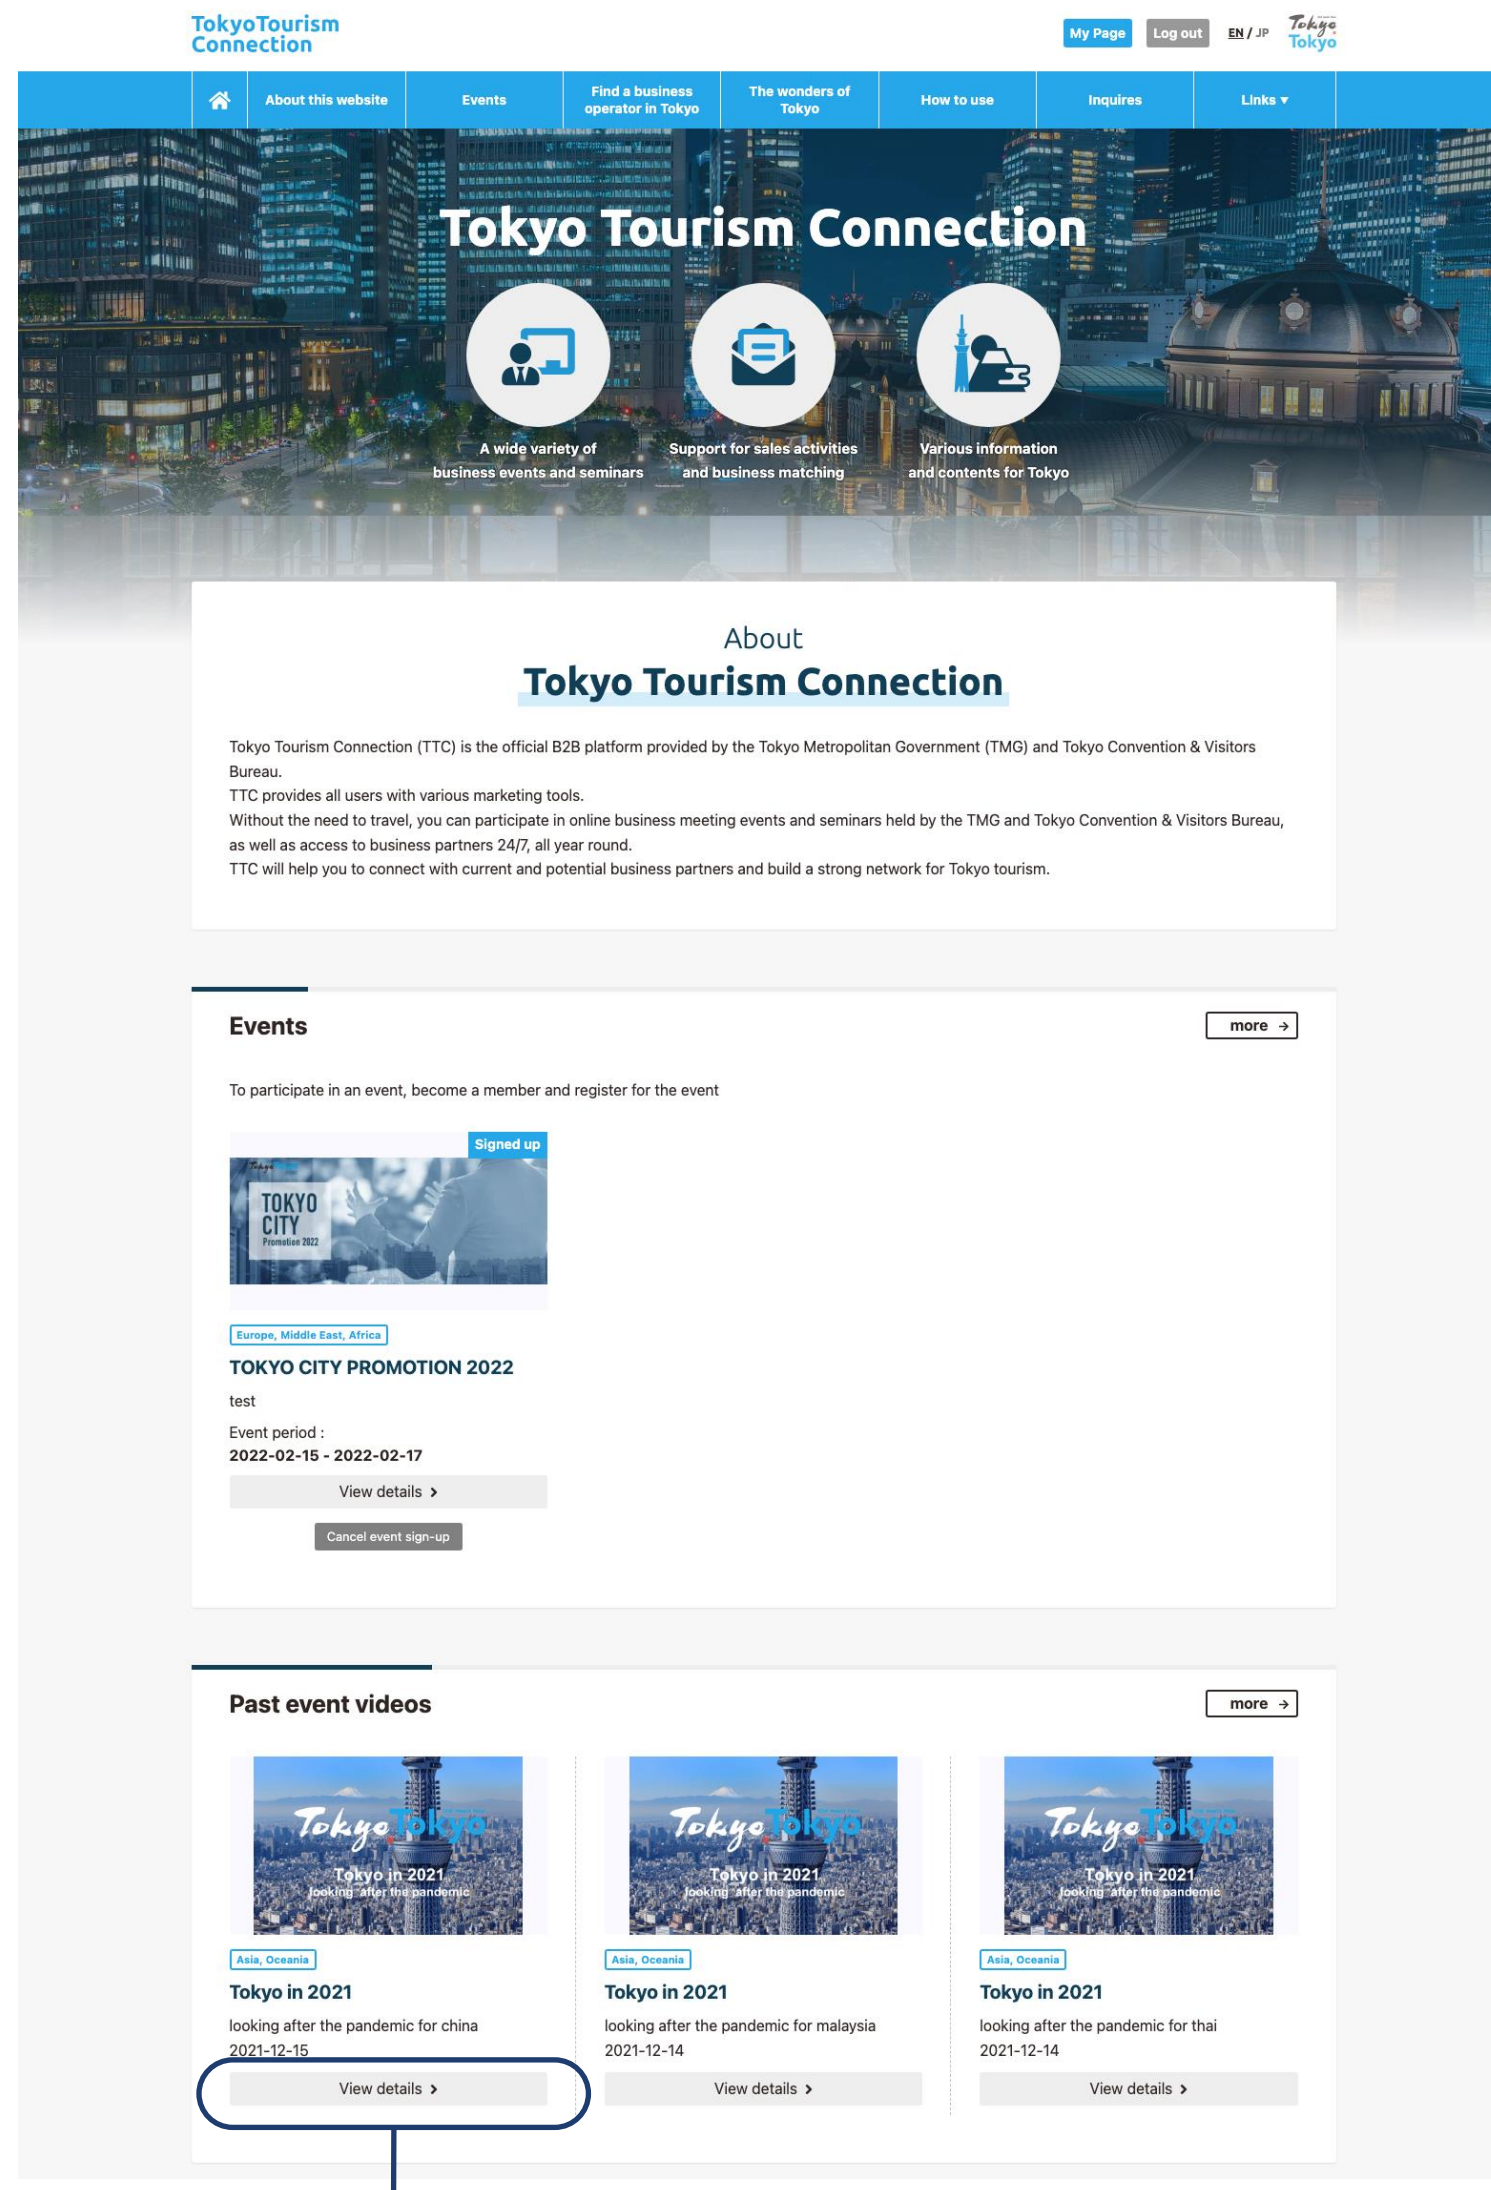 TokyoTourism
Connection
My Page
Log out
EN / JP
Tokyo
Tokyo
About this website
Events
Find a business
operator in Tokyo
The wonders of
Tokyo
How to use
Inquires
Links ▼
Tokyo Tourism Connection
A wide variety of
business events and seminars
Support for sales activities
and business matching
Various information
and contents for Tokyo
About
Tokyo Tourism Connection
Tokyo Tourism Connection (TTC) is the official B2B platform provided by the Tokyo Metropolitan Government (TMG) and Tokyo Convention & Visitors
Bureau.
TTC provides all users with various marketing tools.
Without the need to travel, you can participate in online business meeting events and seminars held by the TMG and Tokyo Convention & Visitors Bureau,
as well as access to business partners 24/7, all year round.
TTC will help you to connect with current and potential business partners and build a strong network for Tokyo tourism.
Events
more →
To participate in an event, become a member and register for the event
Signed up
Tokyo
TOKYO
CITY
Promotion 2022
Europe, Middle East, Africa
TOKYO CITY PROMOTION 2022
test
Event period :
2022-02-15 - 2022-02-17
View details >
Cancel event sign-up
Past event videos
more →
Tokyo Tokyo
Tokyo in 2021
looking after the pandemic
Asia, Oceania
Tokyo in 2021
looking after the pandemic for china
2021-12-15
View details >
Tokyo Tokyo
Tokyo in 2021
looking after the pandemic
Asia, Oceania
Tokyo in 2021
looking after the pandemic for malaysia
2021-12-14
View details >
Tokyo Tokyo
Tokyo in 2021
looking after the pandemic
Asia, Oceania
Tokyo in 2021
looking after the pandemic for thai
2021-12-14
View details >